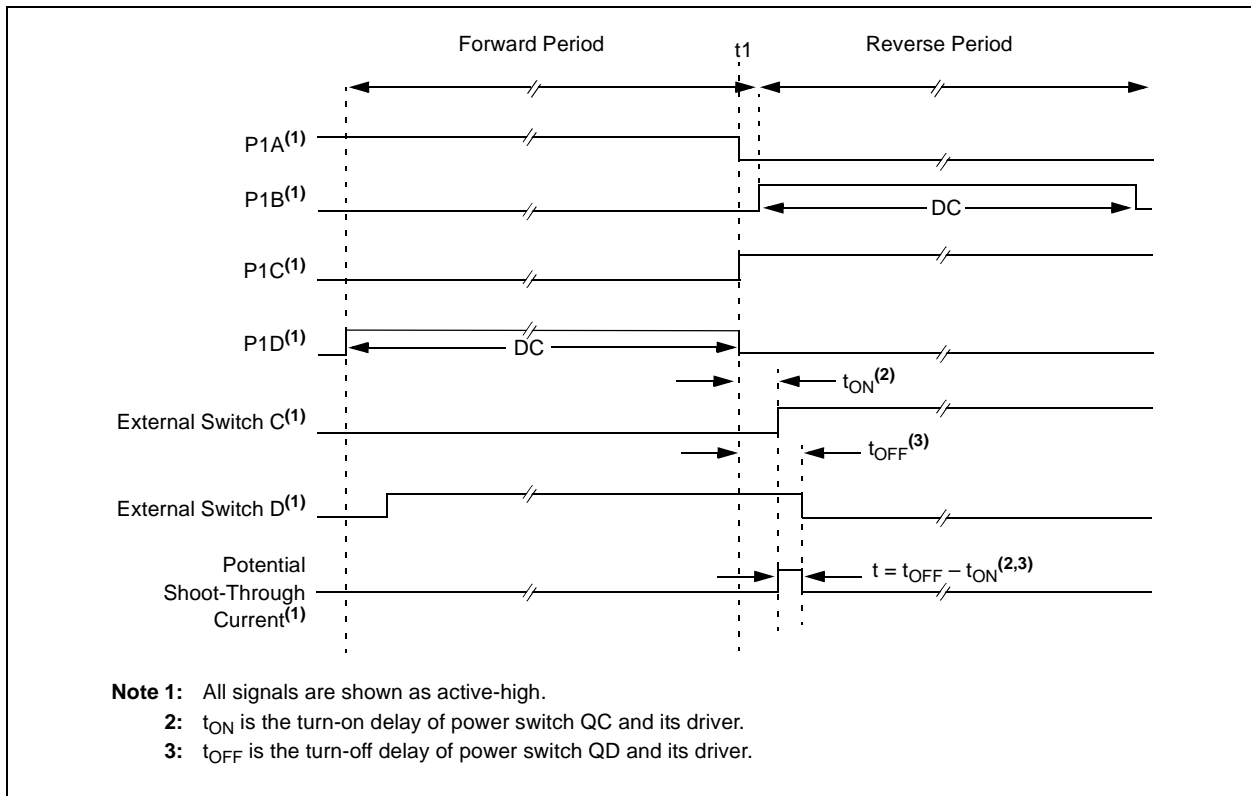 Forward Period
t1
Reverse Period
P1A(1)
P1B(1)
DC
P1C(1)
P1D(1)
DC
tON(2)
External Switch C(1)
tOFF(3)
External Switch D(1)
Potential
Shoot-Through
Current(1)
t = tOFF – tON(2,3)
Note 1: All signals are shown as active-high.
2: tON is the turn-on delay of power switch QC and its driver.
3: tOFF is the turn-off delay of power switch QD and its driver.